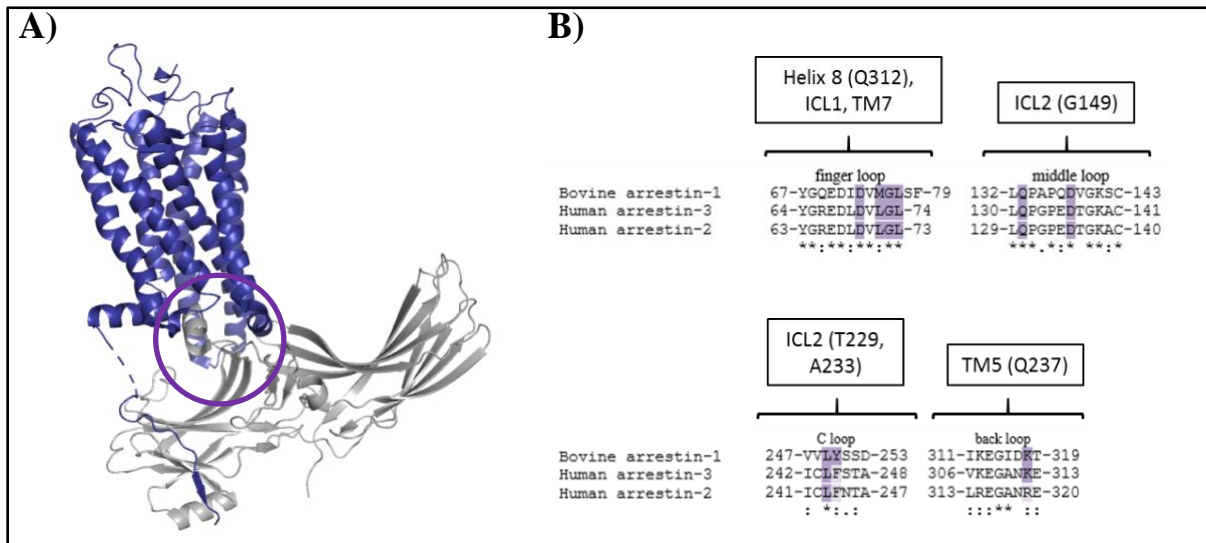 A)
B)
Helix 8 (Q312),
ICL1, TM7
ICL2 (G149)
finger loop
middle loop
Bovine arrestin-1 67-YGQEDIDVMGLSF-79 132-LQPAPQDVGKSC-143
Human arrestin-3 64-YGREDLDVLGL-74 130-LQPGPEDTGKAC-141
Human arrestin-2 63-YGREDLDVLGL-73 129-LQPGPEDTGKAC-140
**:**:**:** ***.*:* **:*
ICL2 (T229,
A233)
TM5 (Q237)
C loop
back loop
Bovine arrestin-1 247-VVLYSSD-253 311-IKEGIDKT-319
Human arrestin-3 242-ICLFSTA-248 306-VKEGANKE-313
Human arrestin-2 241-ICLFNTA-247 313-LREGANRE-320
: *:.: :::** ::